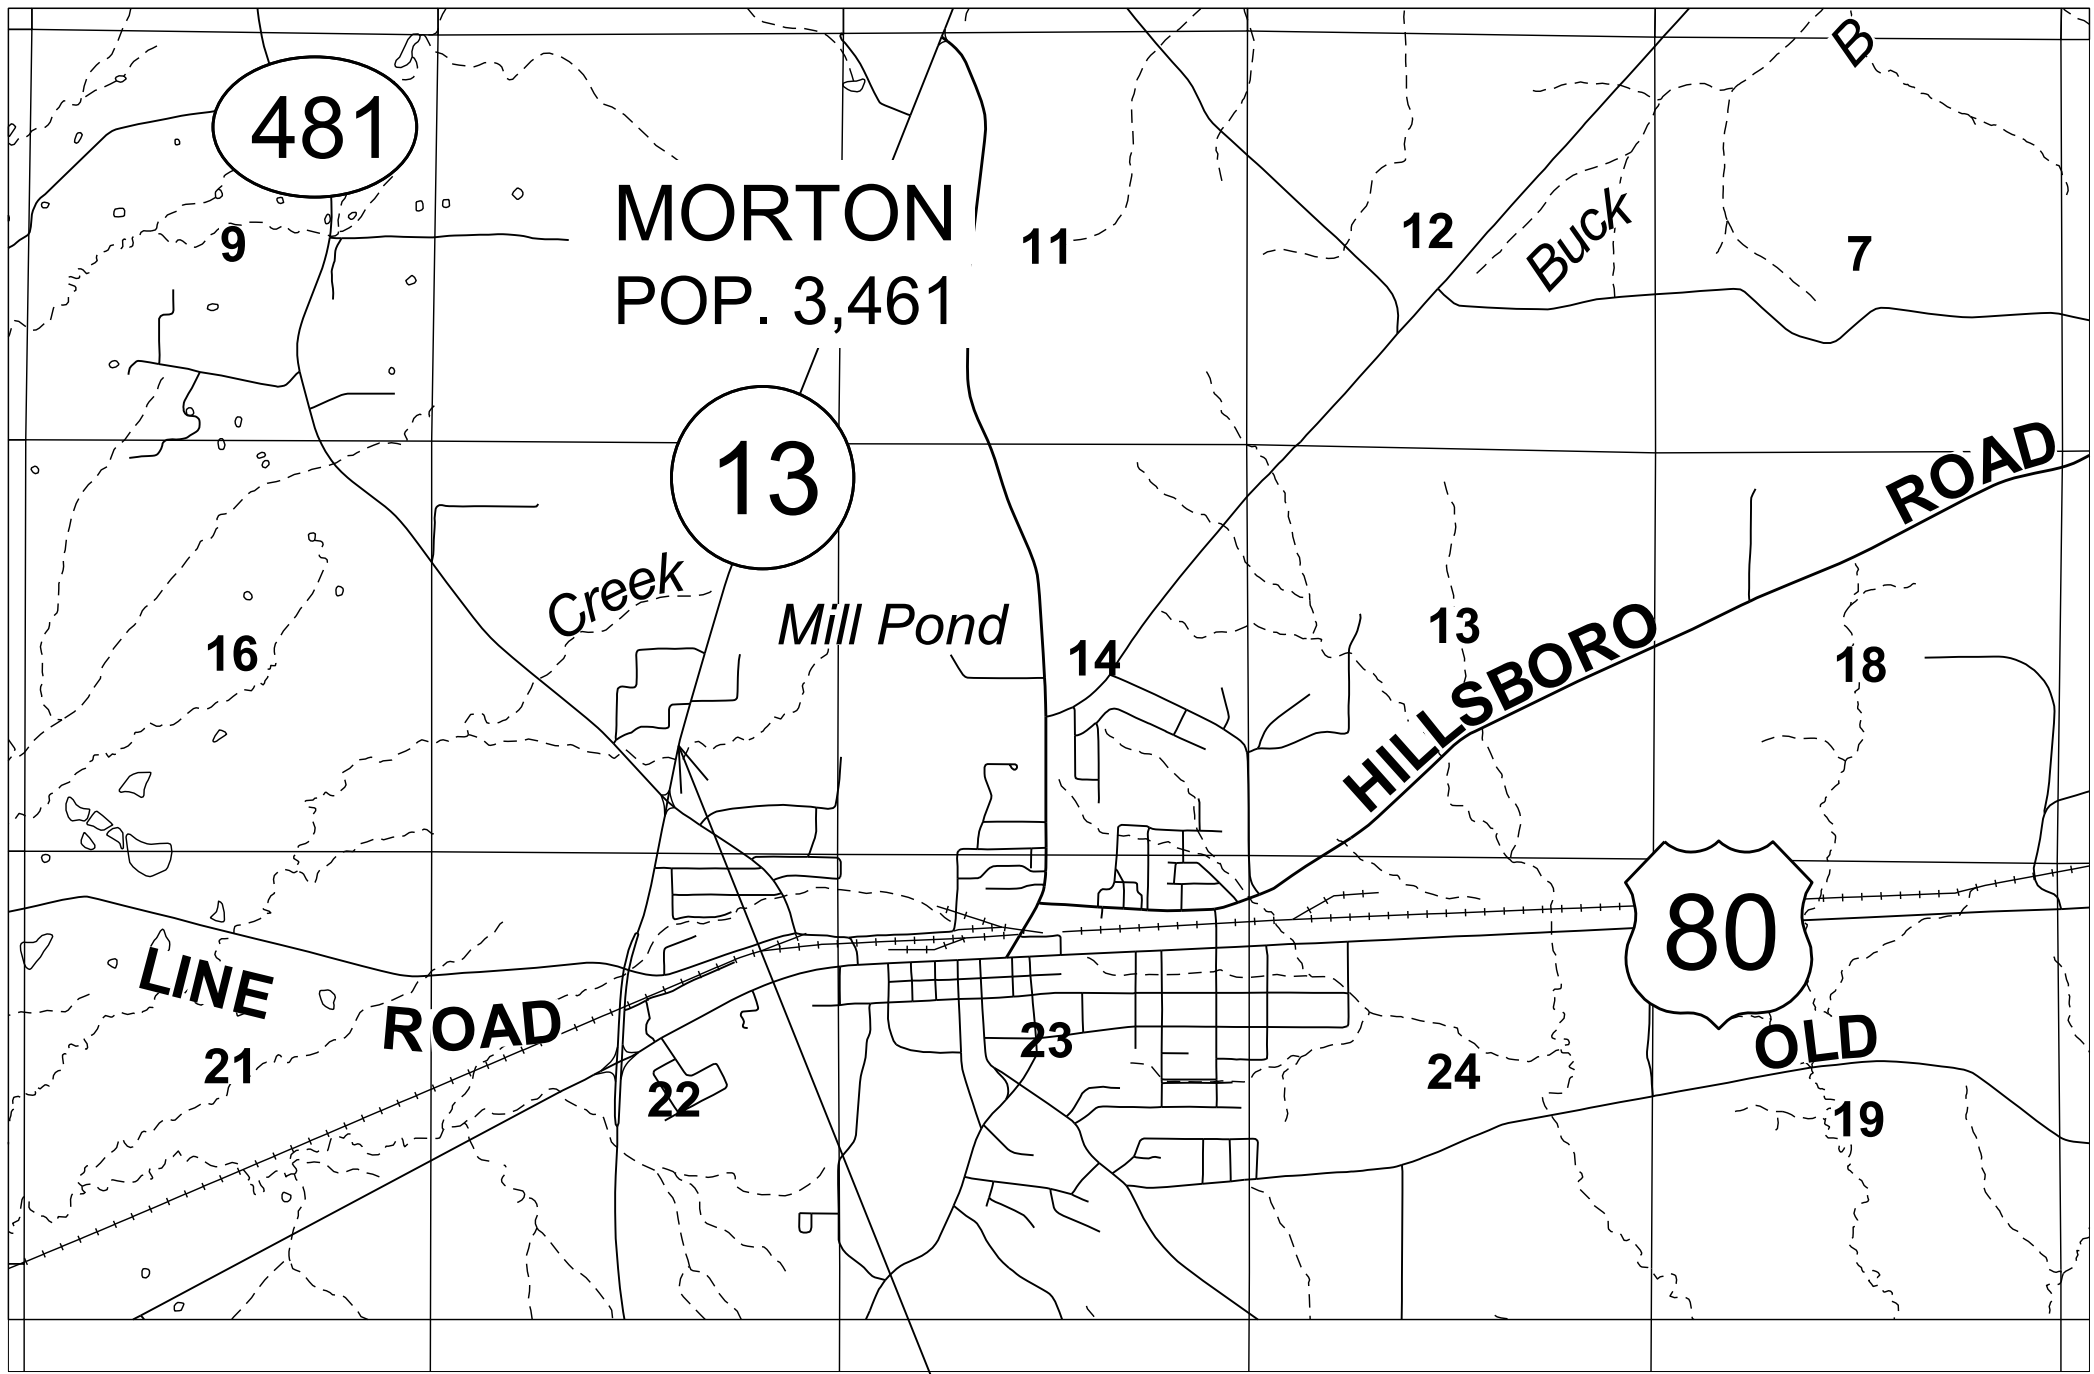 B
481
MORTON
POP. 3,461
9
11
12
Buck
7
13
ROAD
Creek
Mill Pond
16
14
13
HILLSBORO
18
80
LINE
ROAD
OLD
21
22
23
24
19